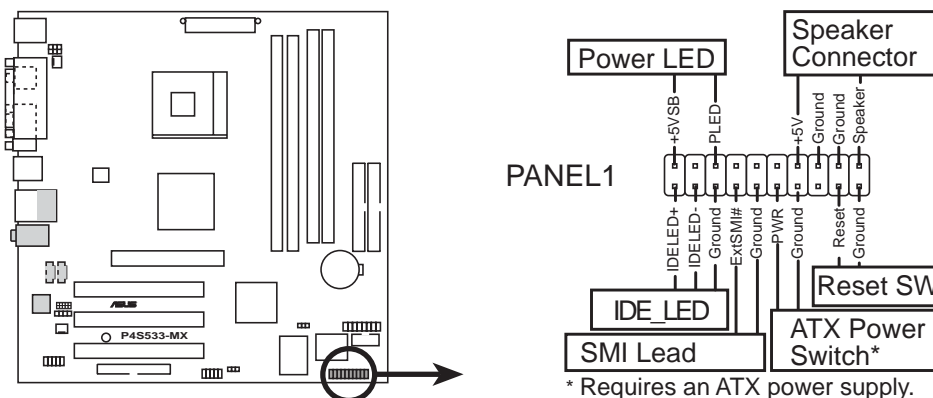 ASUS
P4S533-MX
PANEL1
Power LED
Speaker
Connector
+5VSB
PLED
+5V
Ground
Ground
Speaker
IDELED+
IDELED-
Ground
ExtSMI#
Ground
PWR
Ground
Reset
Ground
IDE_LED
Reset SW
SMI Lead
ATX Power
Switch*
* Requires an ATX power supply.